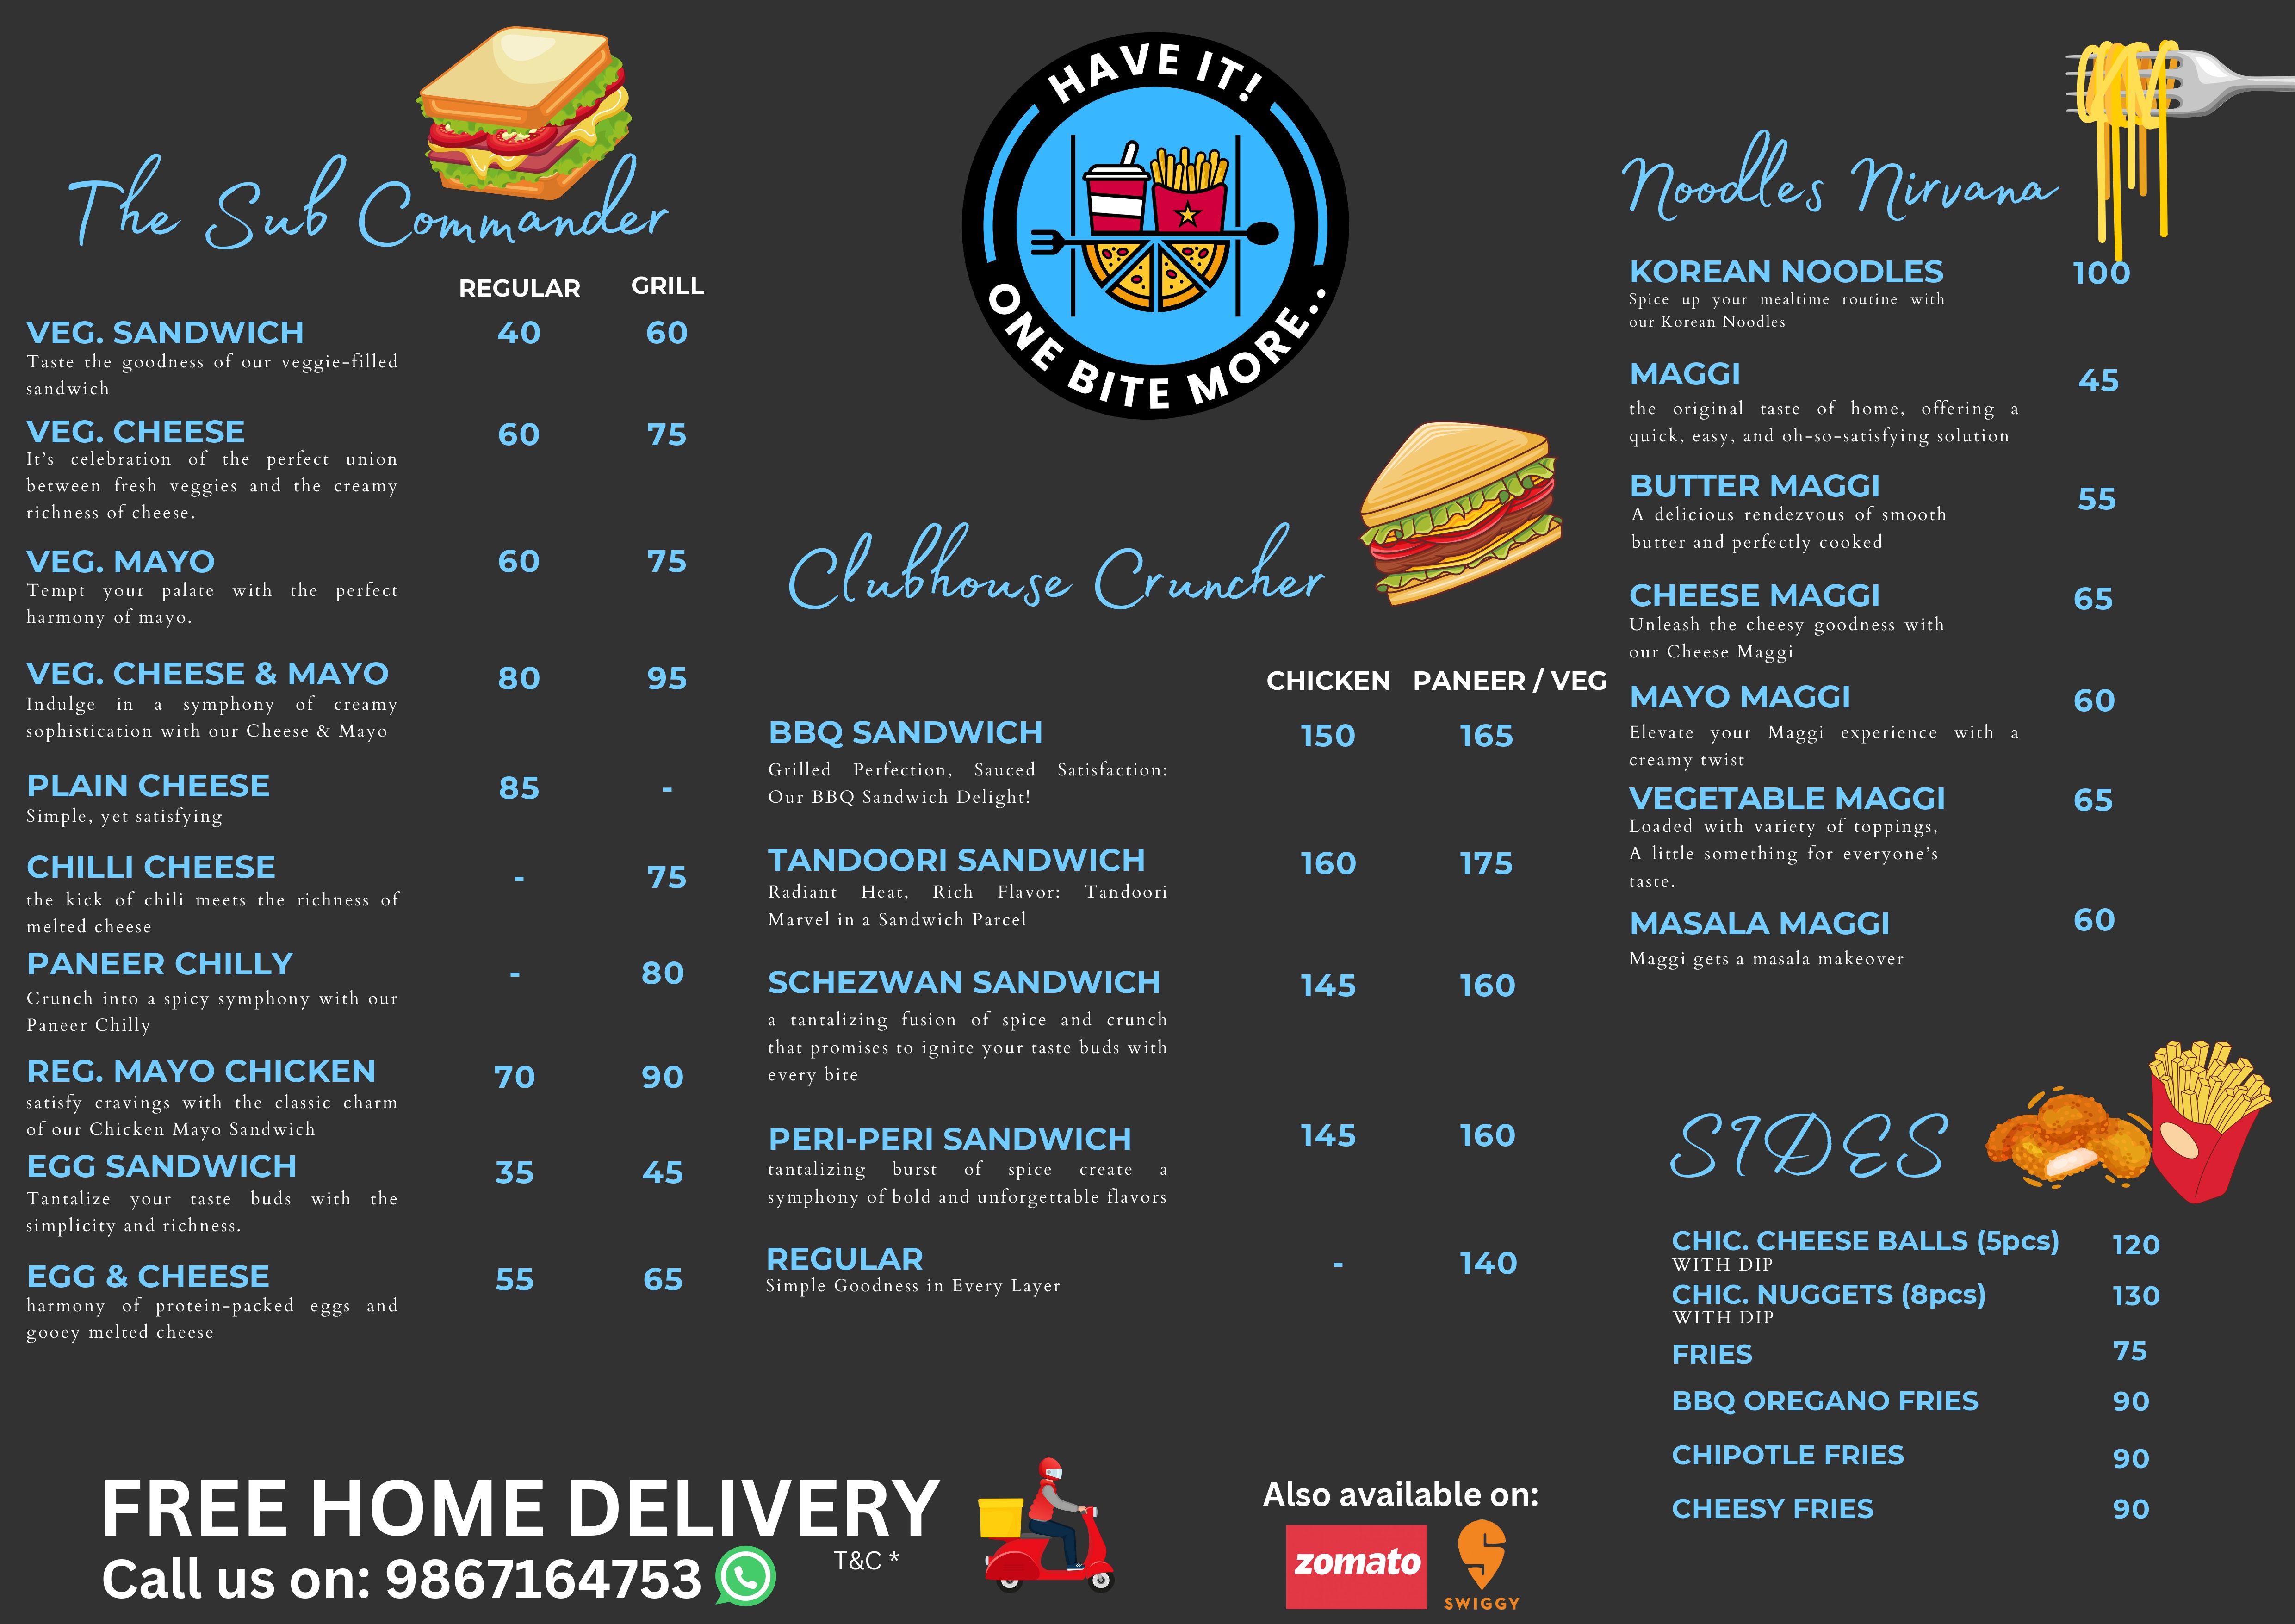 The Sub Commander
REGULAR GRILL
VEG. SANDWICH 40 60
Taste the goodness of our veggie-filled
sandwich
VEG. CHEESE 60 75
It's celebration of the perfect union
between fresh veggies and the creamy
richness of cheese.
VEG. MAYO 60 75
Tempt your palate with the perfect
harmony of mayo.
VEG. CHEESE & MAYO 80 95
Indulge in a symphony of creamy
sophistication with our Cheese & Mayo
PLAIN CHEESE 85 -
Simple, yet satisfying
CHILLI CHEESE - 75
the kick of chili meets the richness of
melted cheese
PANEER CHILLY - 80
Crunch into a spicy symphony with our
Paneer Chilly
REG. MAYO CHICKEN 70 90
satisfy cravings with the classic charm
of our Chicken Mayo Sandwich
EGG SANDWICH 35 45
Tantalize your taste buds with the
simplicity and richness.
EGG & CHEESE 55 65
harmony of protein-packed eggs and
gooey melted cheese
HAVE IT!
ONE BITE MORE..
Clubhouse Cruncher
CHICKEN PANEER / VEG
BBQ SANDWICH 150 165
Grilled Perfection, Sauced Satisfaction:
Our BBQ Sandwich Delight!
TANDOORI SANDWICH 160 175
Radiant Heat, Rich Flavor: Tandoori
Marvel in a Sandwich Parcel
SCHEZWAN SANDWICH 145 160
a tantalizing fusion of spice and crunch
that promises to ignite your taste buds with
every bite
PERI-PERI SANDWICH 145 160
tantalizing burst of spice create a
symphony of bold and unforgettable flavors
REGULAR - 140
Simple Goodness in Every Layer
Noodles Nirvana
KOREAN NOODLES 100
Spice up your mealtime routine with
our Korean Noodles
MAGGI 45
the original taste of home, offering a
quick, easy, and oh-so-satisfying solution
BUTTER MAGGI 55
A delicious rendezvous of smooth
butter and perfectly cooked
CHEESE MAGGI 65
Unleash the cheesy goodness with
our Cheese Maggi
MAYO MAGGI 60
Elevate your Maggi experience with a
creamy twist
VEGETABLE MAGGI 65
Loaded with variety of toppings,
A little something for everyone's
taste.
MASALA MAGGI 60
Maggi gets a masala makeover
SIDES
CHIC. CHEESE BALLS (5pcs) 120
WITH DIP
CHIC. NUGGETS (8pcs) 130
WITH DIP
FRIES 75
BBQ OREGANO FRIES 90
CHIPOTLE FRIES 90
CHEESY FRIES 90
FREE HOME DELIVERY
Call us on: 9867164753
T&C *
Also available on:
zomato
SWIGGY